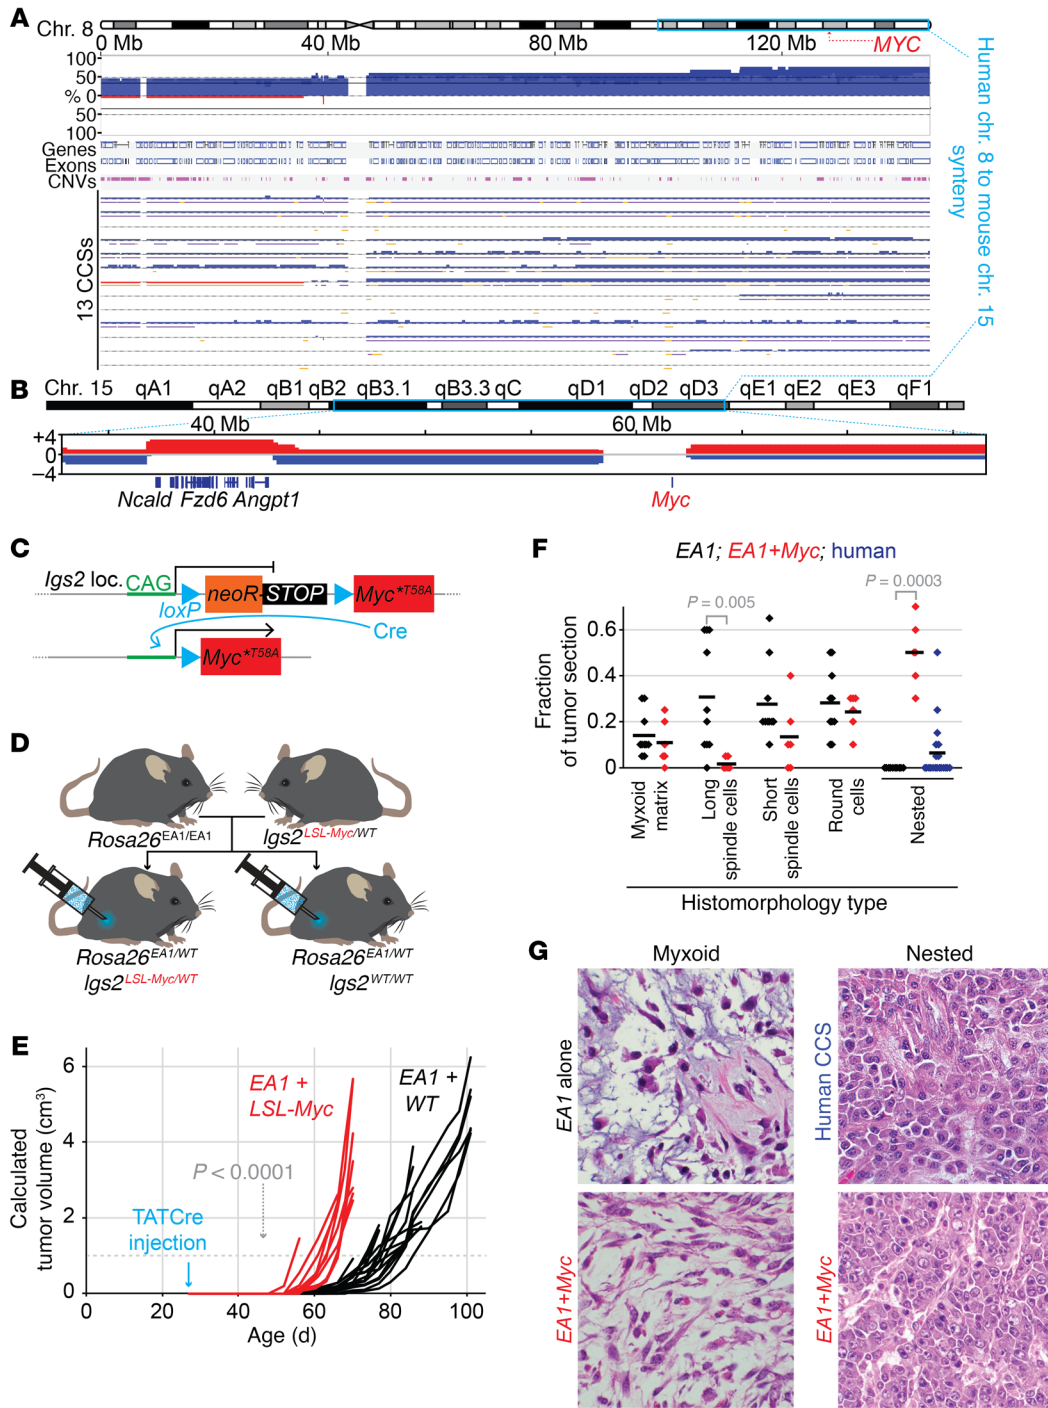 A
Chr. 8
0 Mb 40 Mb 80 Mb 120 Mb
MYC
100
50
% 0
50
100
Genes
Exons
CNVs
13 CCCSs
Human chr. 8 to mouse chr. 15
synteny
B
Chr. 15 qA1 qA2 qB1 qB2 qB3.1 qB3.3 qC qD1 qD2 qD3 qE1 qE2 qE3 qF1
40 Mb 60 Mb
+4
0
−4
Ncald Fzd6 Angpt1
Myc
C
Igs2 loc.
CAG
loxP
neoR
STOP
Myc*T58A
Cre
Myc*T58A
D
Rosa26EA1/EA1
Igs2LSL-Myc/WT
Rosa26EA1/WT
Igs2LSL-Myc/WT
Rosa26EA1/WT
Igs2WT/WT
E
Calculated
tumor volume (cm³)
6
4
2
0
EA1 +
LSL-Myc
EA1 +
WT
P < 0.0001
TATCre
injection
0 20 40 60 80 100
Age (d)
F
EA1; EA1+Myc; human
P = 0.005
P = 0.0003
Fraction
of tumor section
0.6
0.4
0.2
0
Myxoid
matrix
Long
spindle cells
Short
spindle cells
Round
cells
Nested
Histomorphology type
G
Myxoid
Nested
EA1 alone
Human CCS
EA1+Myc
EA1+Myc